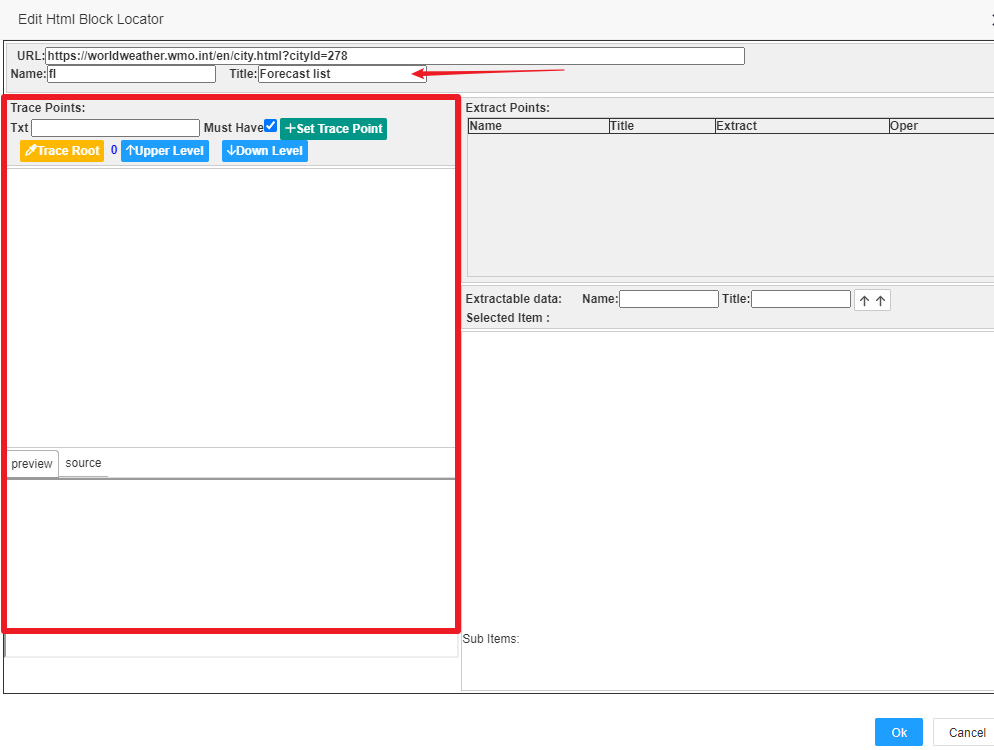 Edit Html Block Locator
URL: https://worldweather.wmo.int/en/city.html?cityId=278
Name: fl Title: Forecast list
Trace Points:
Txt Must Have +Set Trace Point
Trace Root 0 ↑Upper Level ↓Down Level
preview source
Extract Points:
Name Title Extract Oper
Extractable data: Name: Title: ↑ ↑
Selected Item :
Sub Items:
Ok Cancel